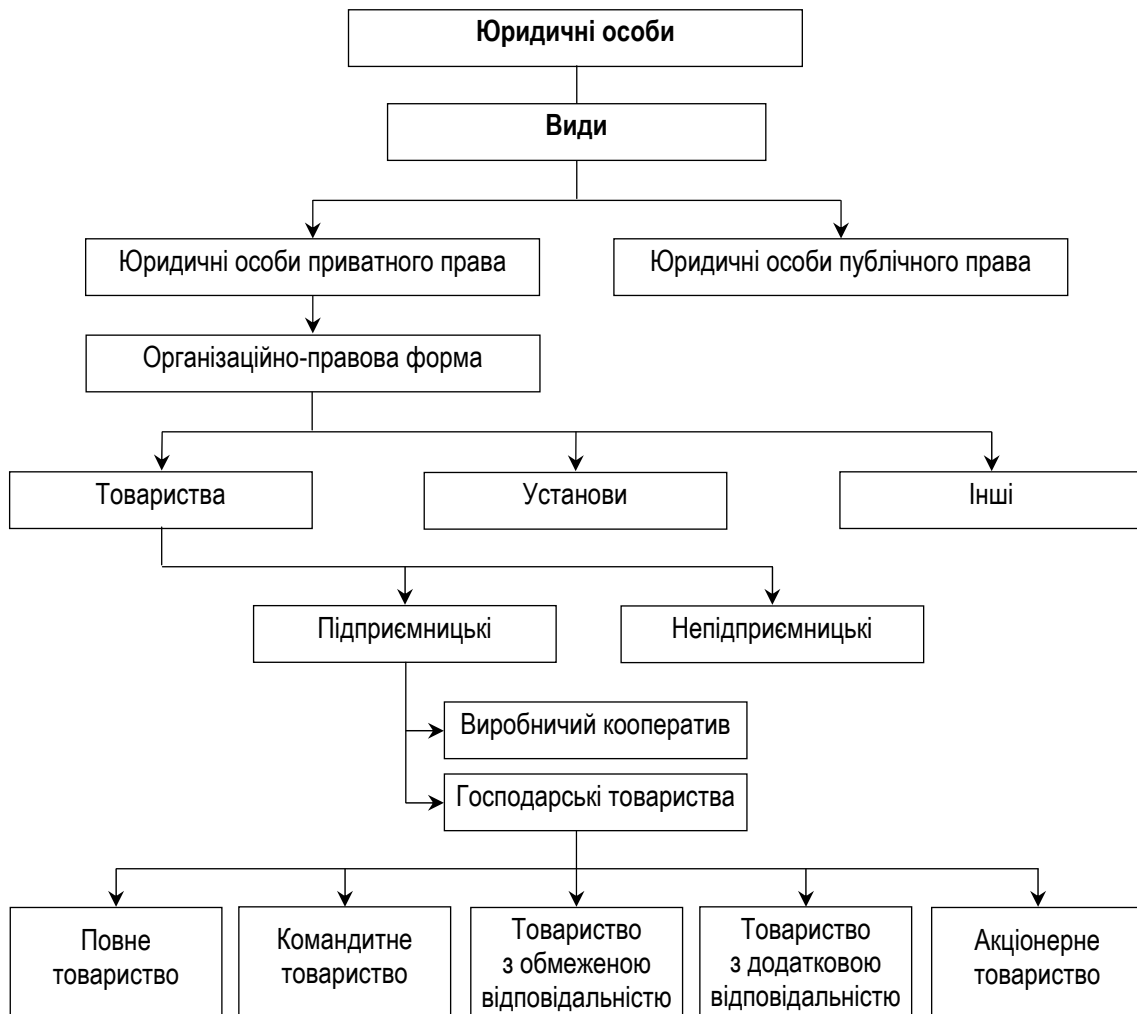 Юридичні особи
Види
Юридичні особи приватного права
Юридичні особи публічного права
Організаційно-правова форма
Товариства
Установи
Інші
Підприємницькі
Непідприємницькі
Виробничий кооператив
Господарські товариства
Повне
товариство
Командитне
товариство
Товариство
з обмеженою
відповідальністю
Товариство
з додатковою
відповідальністю
Акціонерне
товариство